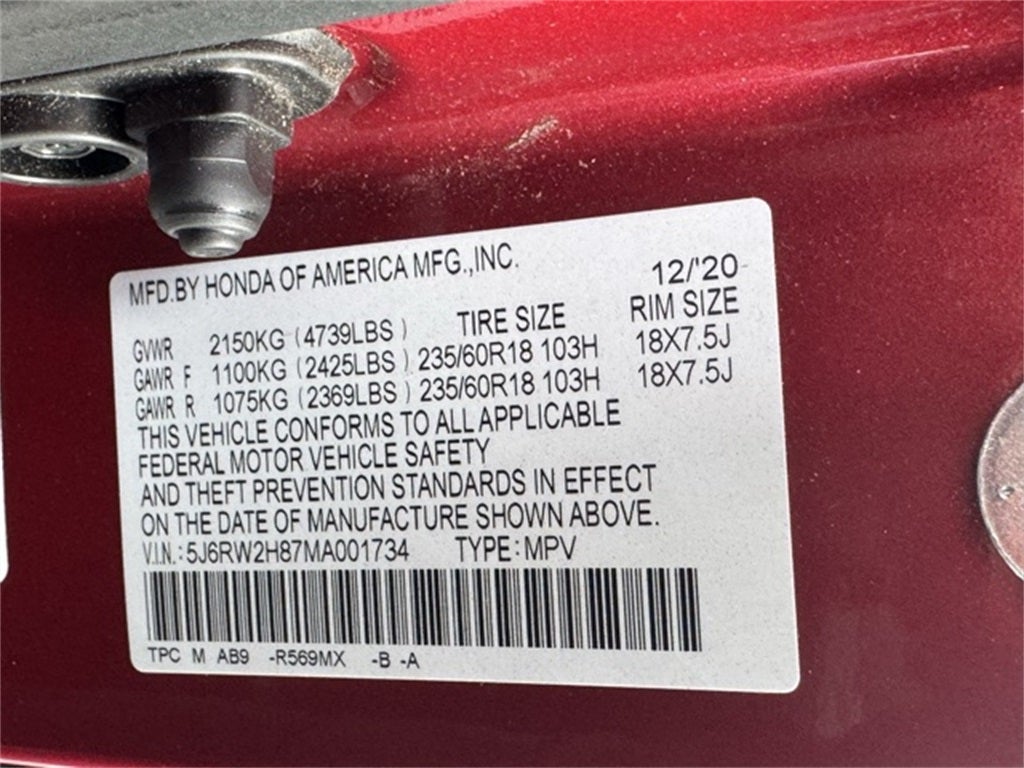 MFD.BY HONDA OF AMERICA MFG.,INC. 12/'20
TIRE SIZE RIM SIZE
GVWR 2150KG (4739LBS)
GAWR F 1100KG (2425LBS) 235/60R18 103H 18X7.5J
GAWR R 1075KG (2369LBS) 235/60R18 103H 18X7.5J
THIS VEHICLE CONFORMS TO ALL APPLICABLE
FEDERAL MOTOR VEHICLE SAFETY
AND THEFT PREVENTION STANDARDS IN EFFECT
ON THE DATE OF MANUFACTURE SHOWN ABOVE.
V.I.N.: 5J6RW2H87MA001734 TYPE: MPV
TPC M AB9 -R569MX -B -A